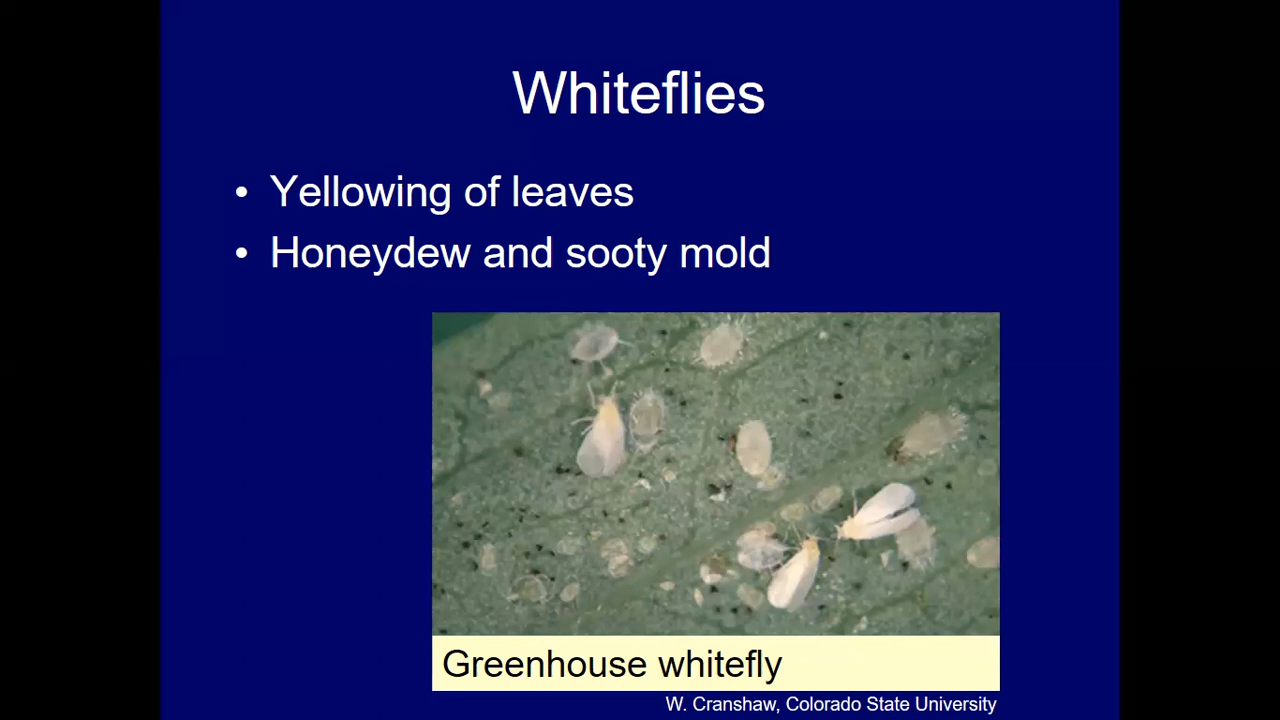 Whiteflies
• Yellowing of leaves
• Honeydew and sooty mold
Greenhouse whitefly
W. Cranshaw, Colorado State University